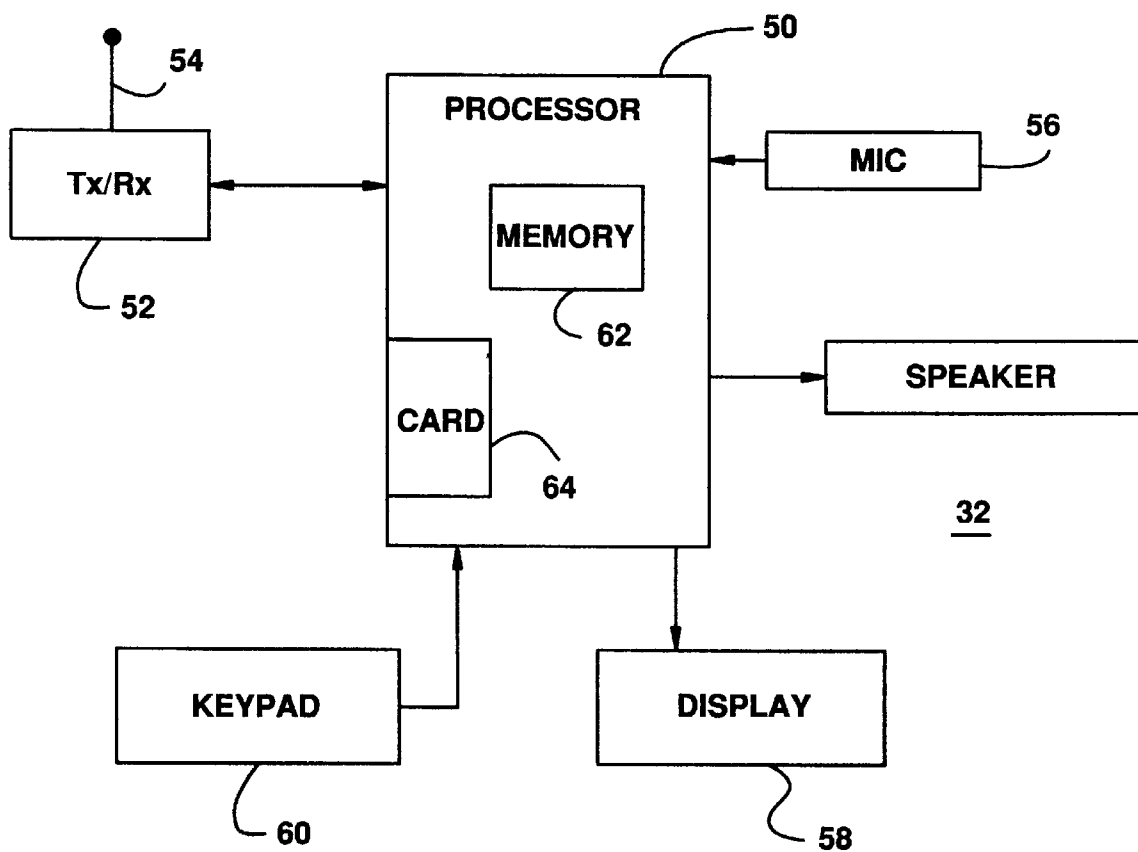 50
54
PROCESSOR
56
MIC
Tx/Rx
MEMORY
52
62
SPEAKER
CARD
64
32
KEYPAD
DISPLAY
60
58